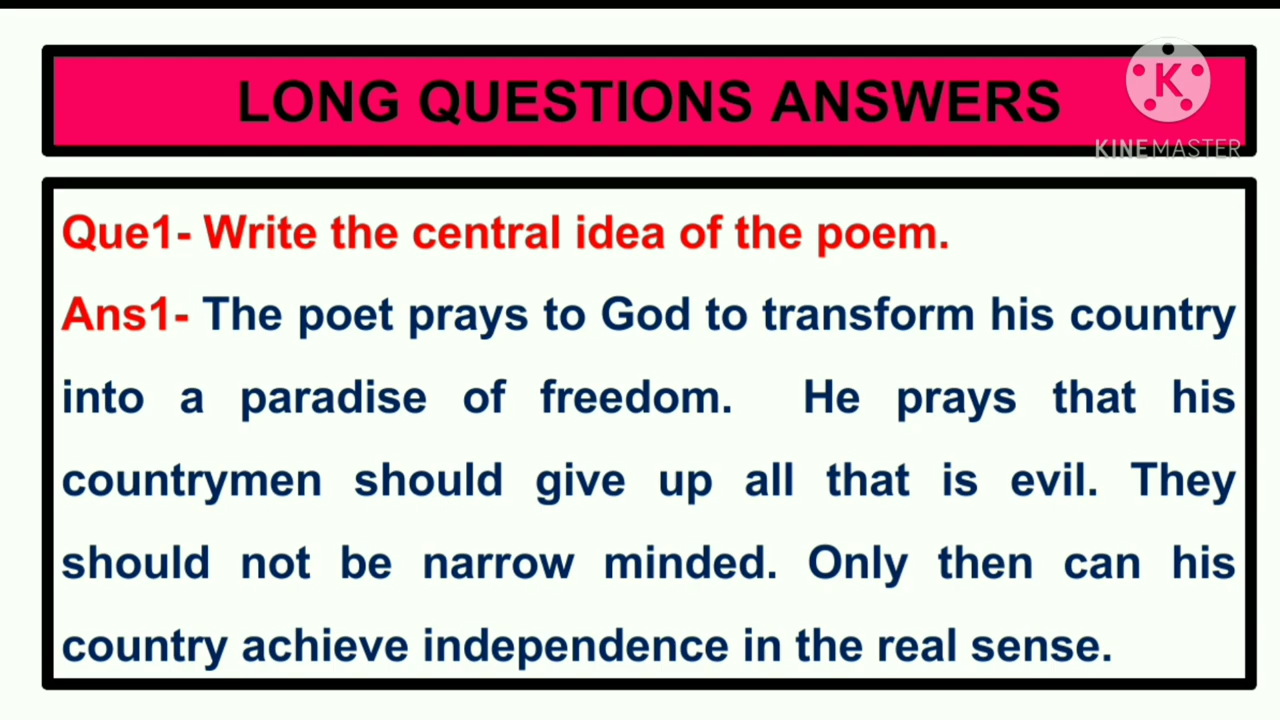 LONG QUESTIONS ANSWERS
K
KINEMASTER
Que1- Write the central idea of the poem.
Ans1- The poet prays to God to transform his country
into a paradise of freedom. He prays that his
countrymen should give up all that is evil. They
should not be narrow minded. Only then can his
country achieve independence in the real sense.